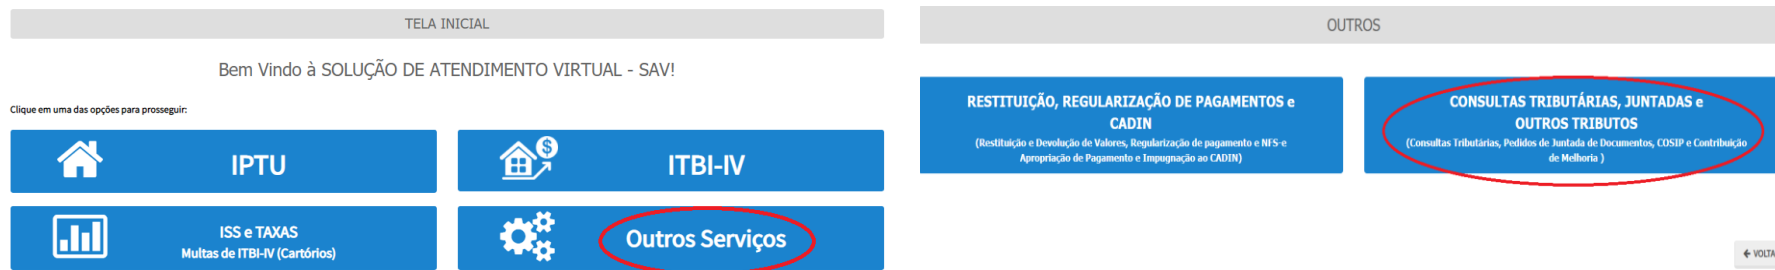 TELA INICIAL
Bem Vindo à SOLUÇÃO DE ATENDIMENTO VIRTUAL - SAV!
Clique em uma das opções para prosseguir:
IPTU
$
ITBI-IV
ISS e TAXAS
Multas de ITBI-IV (Cartórios)
Outros Serviços
OUTROS
RESTITUIÇÃO, REGULARIZAÇÃO DE PAGAMENTOS e
CADIN
(Restituição e Devolução de Valores, Regularização de pagamento e NFS-e
Apropriação de Pagamento e Impugnação ao CADIN)
CONSULTAS TRIBUTÁRIAS, JUNTADAS e
OUTROS TRIBUTOS
(Consultas Tributárias, Pedidos de Juntada de Documentos, COSIP e Contribuição
de Melhoria )
VOLTA